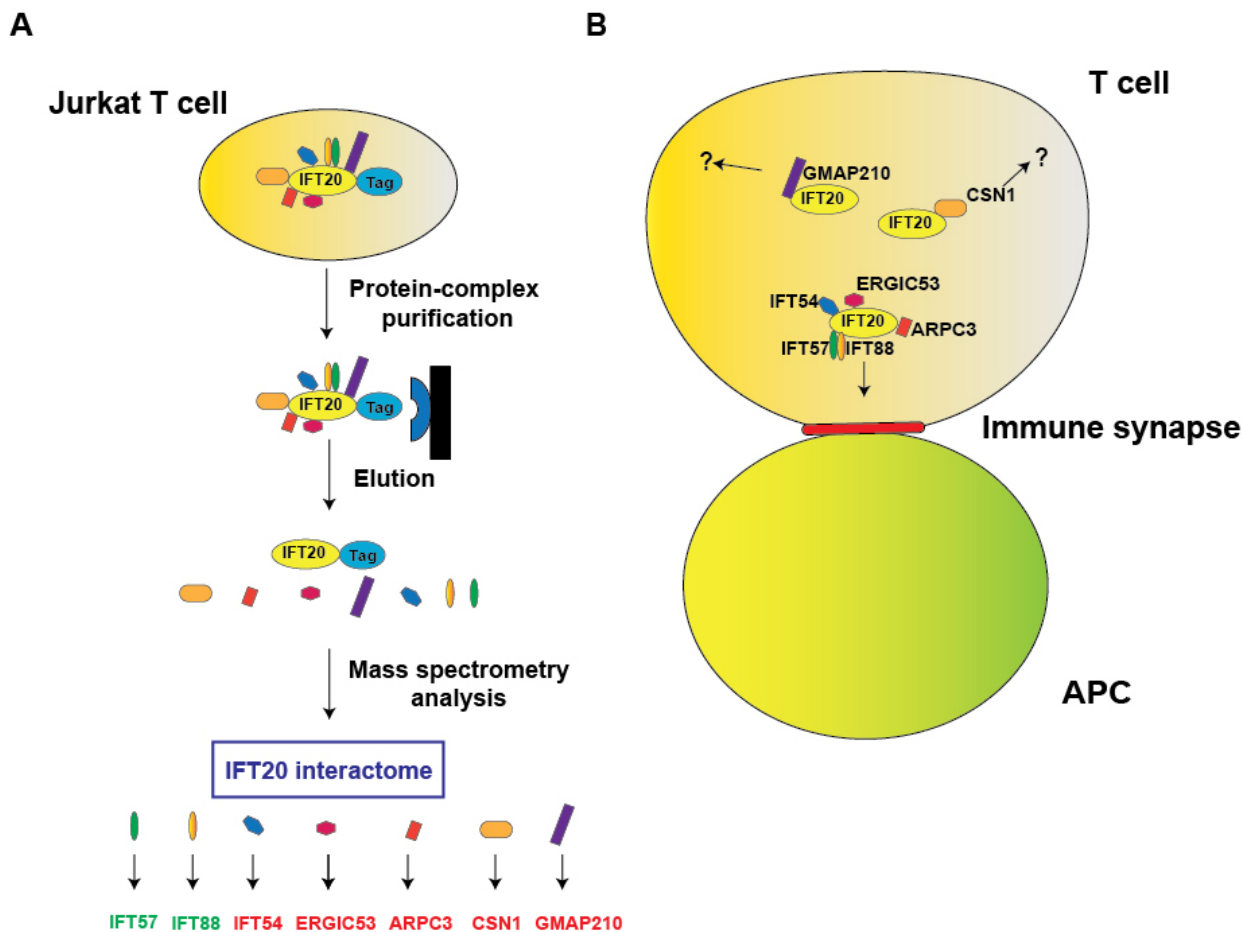 A
Jurkat T cell
IFT20
Tag
Protein-complex
purification
IFT20
Tag
Elution
IFT20
Tag
Mass spectrometry
analysis
IFT20 interactome
IFT57 IFT88 IFT54 ERGIC53 ARPC3 CSN1 GMAP210
B
T cell
?
GMAP210
IFT20
?
CSN1
IFT20
ERGIC53
IFT54
IFT20
ARPC3
IFT57 IFT88
Immune synapse
APC